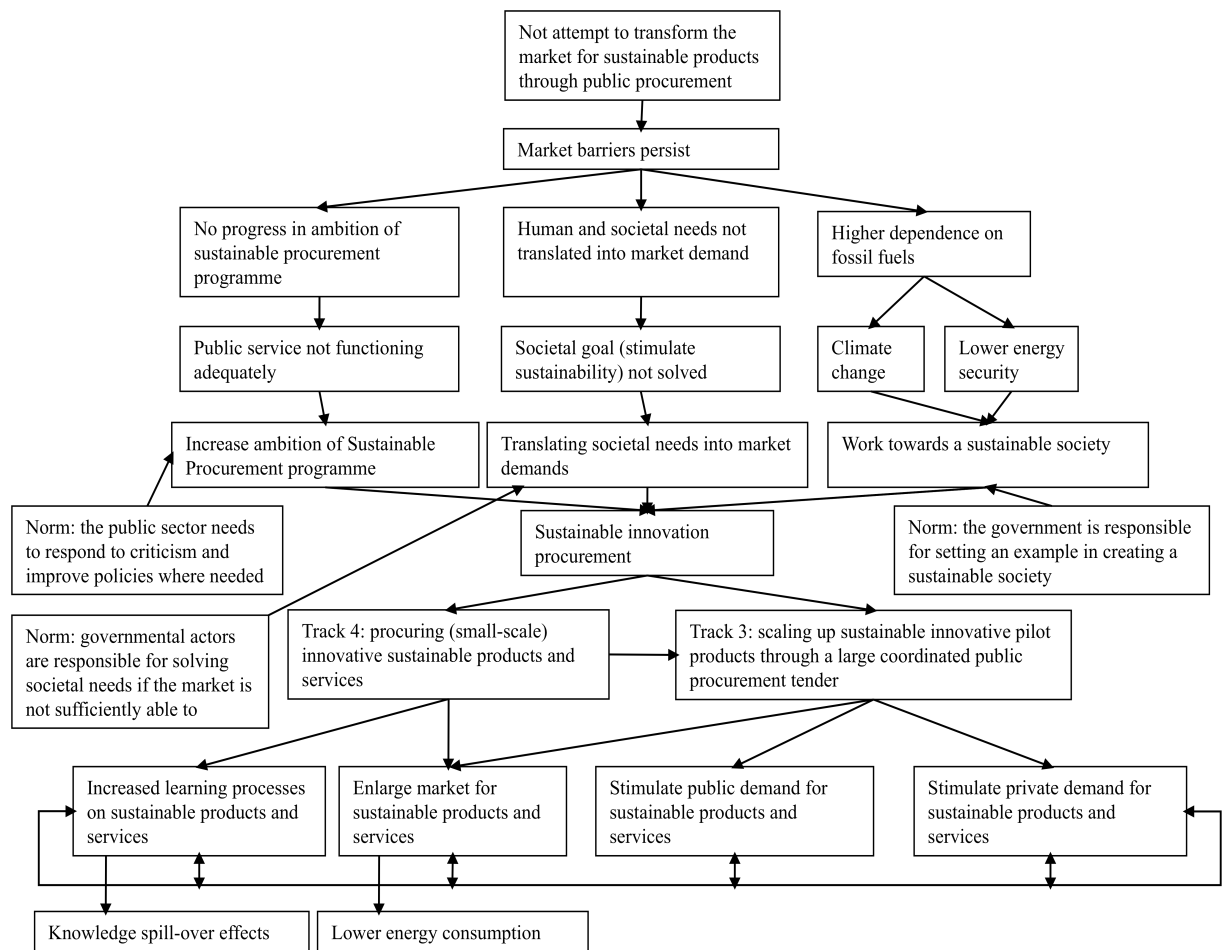 Not attempt to transform the
market for sustainable products
through public procurement
Market barriers persist
No progress in ambition of
sustainable procurement
programme
Human and societal needs not
translated into market demand
Higher dependence on
fossil fuels
Public service not functioning
adequately
Societal goal (stimulate
sustainability) not solved
Climate
change
Lower energy
security
Increase ambition of Sustainable
Procurement programme
Translating societal needs into market
demands
Work towards a sustainable society
Norm: the public sector needs
to respond to criticism and
improve policies where needed
Sustainable innovation
procurement
Norm: the government is responsible
for setting an example in creating a
sustainable society
Norm: governmental actors
are responsible for solving
societal needs if the market is
not sufficiently able to
Track 4: procuring (small-scale)
innovative sustainable products and
services
Track 3: scaling up sustainable innovative pilot
products through a large coordinated public
procurement tender
Increased learning processes
on sustainable products and
services
Enlarge market for
sustainable products and
services
Stimulate public demand for
sustainable products and
services
Stimulate private demand for
sustainable products and
services
Knowledge spill-over effects
Lower energy consumption